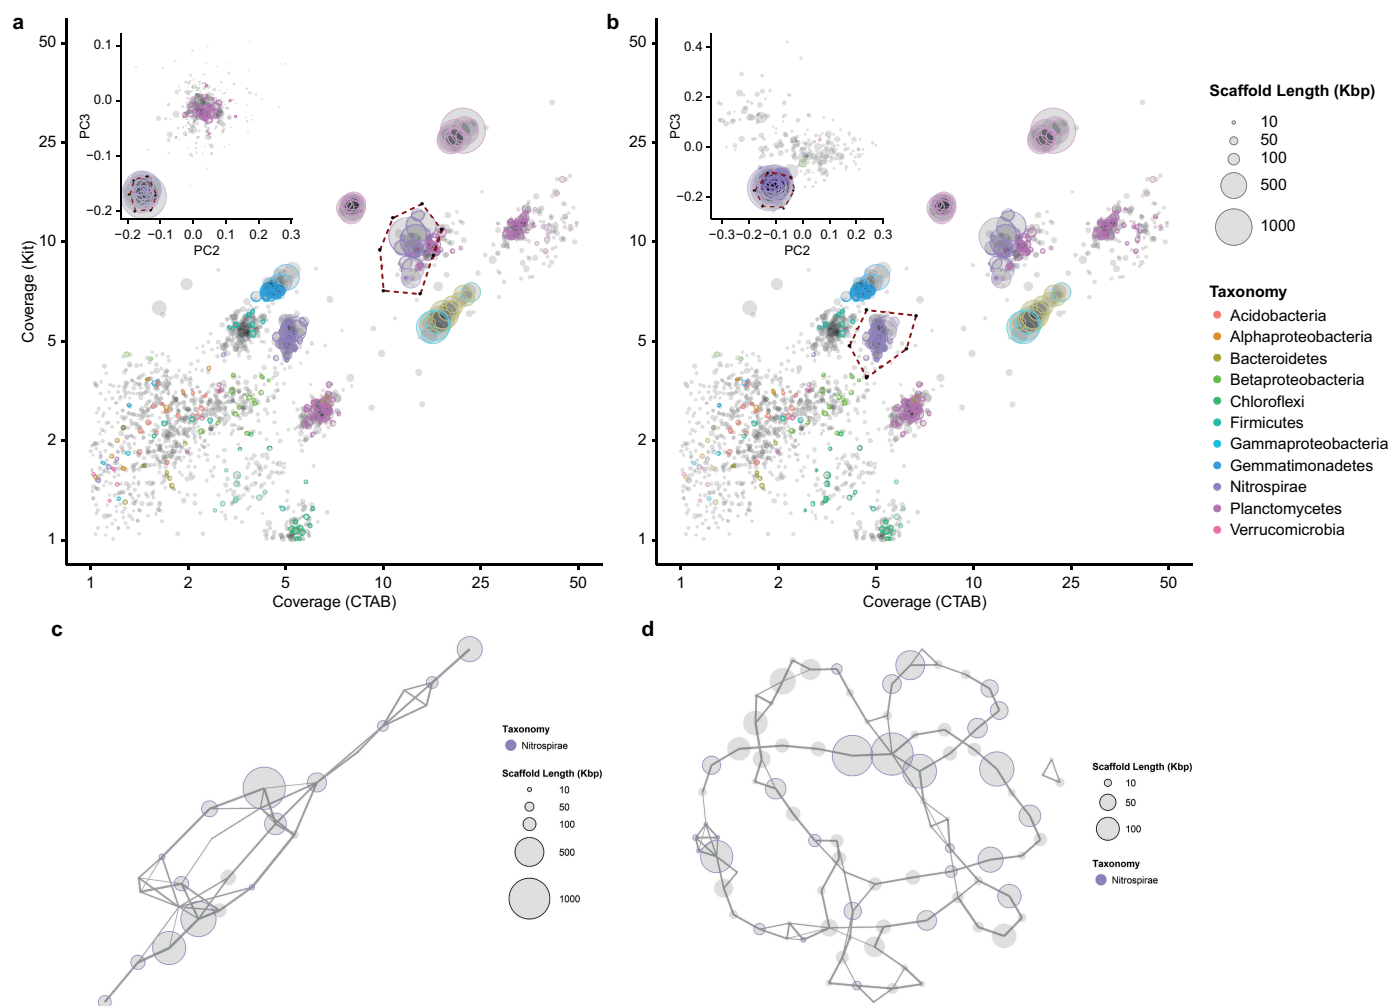 a
50
25
10
5
2
1
Coverage (Kit)
1
2
5
10
25
50
Coverage (CTAB)
0.1
0.0
−0.1
−0.2
PC3
−0.2
−0.1
0.0
0.1
0.2
0.3
PC2
b
50
25
10
5
2
1
1
2
5
10
25
50
Coverage (CTAB)
0.4
0.2
0.0
−0.2
PC3
−0.3
−0.2
−0.1
0.0
0.1
0.2
0.3
PC2
Scaffold Length (Kbp)
10
50
100
500
1000
Taxonomy
Acidobacteria
Alphaproteobacteria
Bacteroidetes
Betaproteobacteria
Chloroflexi
Firmicutes
Gammaproteobacteria
Gemmatimonadetes
Nitrospirae
Planctomycetes
Verrucomicrobia
c
Taxonomy
Nitrospirae
Scaffold Length (Kbp)
10
50
100
500
1000
d
Scaffold Length (Kbp)
10
50
100
Taxonomy
Nitrospirae